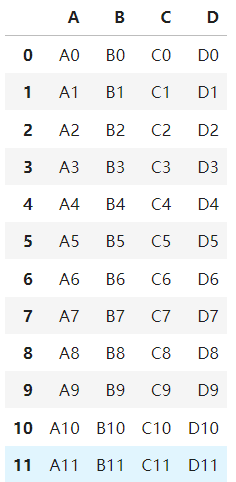 A B C D
0 A0 B0 C0 D0
1 A1 B1 C1 D1
2 A2 B2 C2 D2
3 A3 B3 C3 D3
4 A4 B4 C4 D4
5 A5 B5 C5 D5
6 A6 B6 C6 D6
7 A7 B7 C7 D7
8 A8 B8 C8 D8
9 A9 B9 C9 D9
10 A10 B10 C10 D10
11 A11 B11 C11 D11